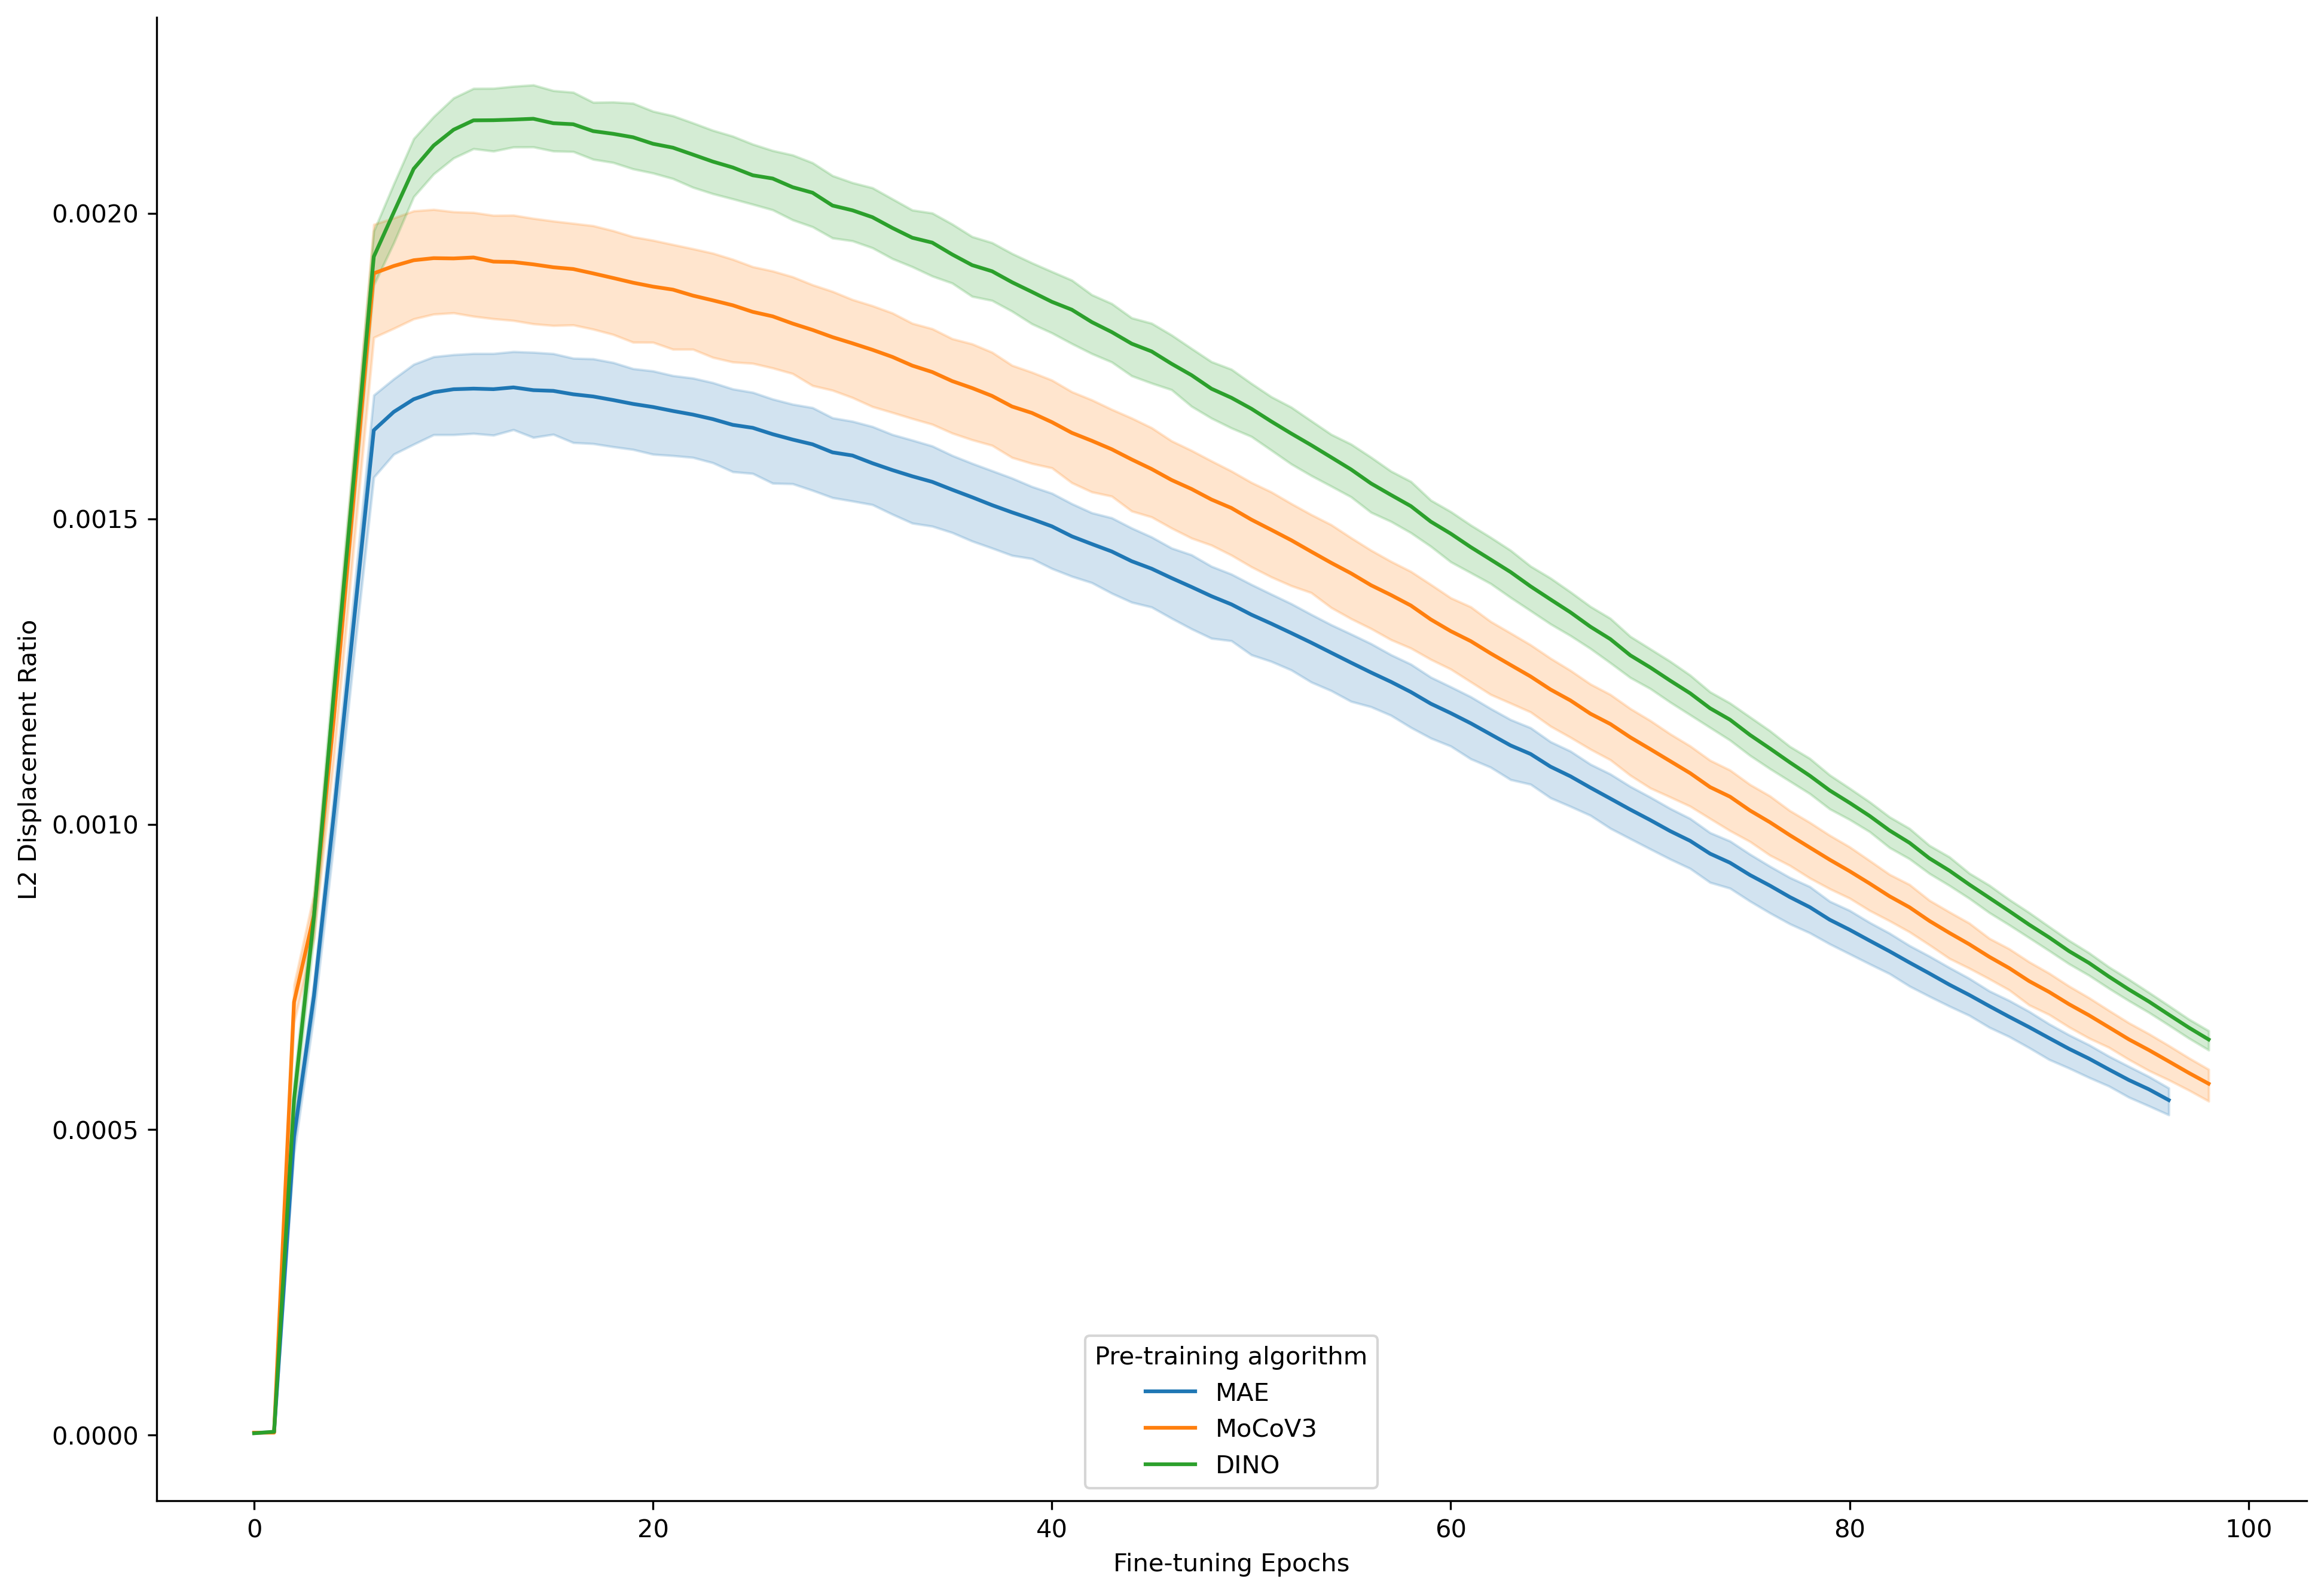 0.0020
0.0015
0.0010
0.0005
0.0000
L2 Displacement Ratio
Pre-training algorithm
MAE
MoCoV3
DINO
0 20 40 60 80 100
Fine-tuning Epochs